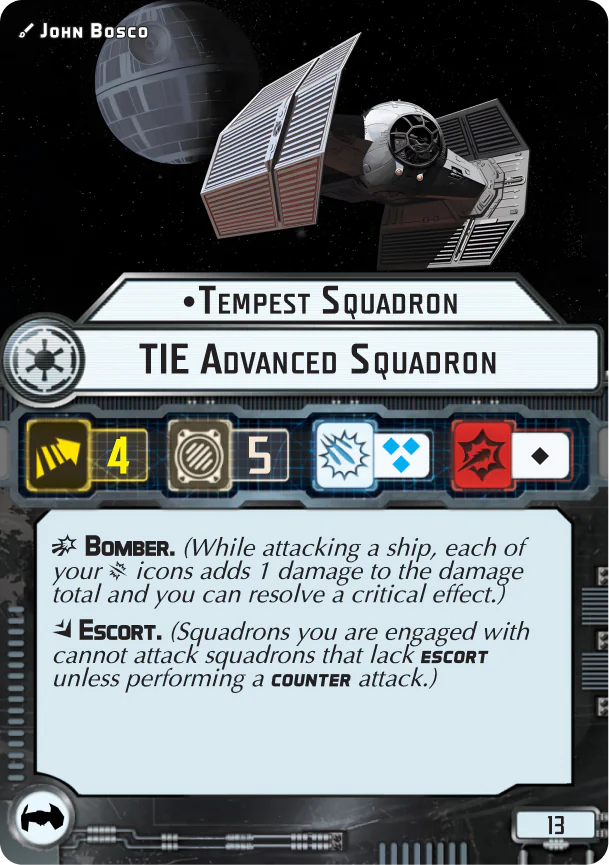 John Bosco
•Tempest Squadron
TIE Advanced Squadron
4 5
Bomber. (While attacking a ship, each of
your icons adds 1 damage to the damage
total and you can resolve a critical effect.)
Escort. (Squadrons you are engaged with
cannot attack squadrons that lack ESCORT
unless performing a COUNTER attack.)
13